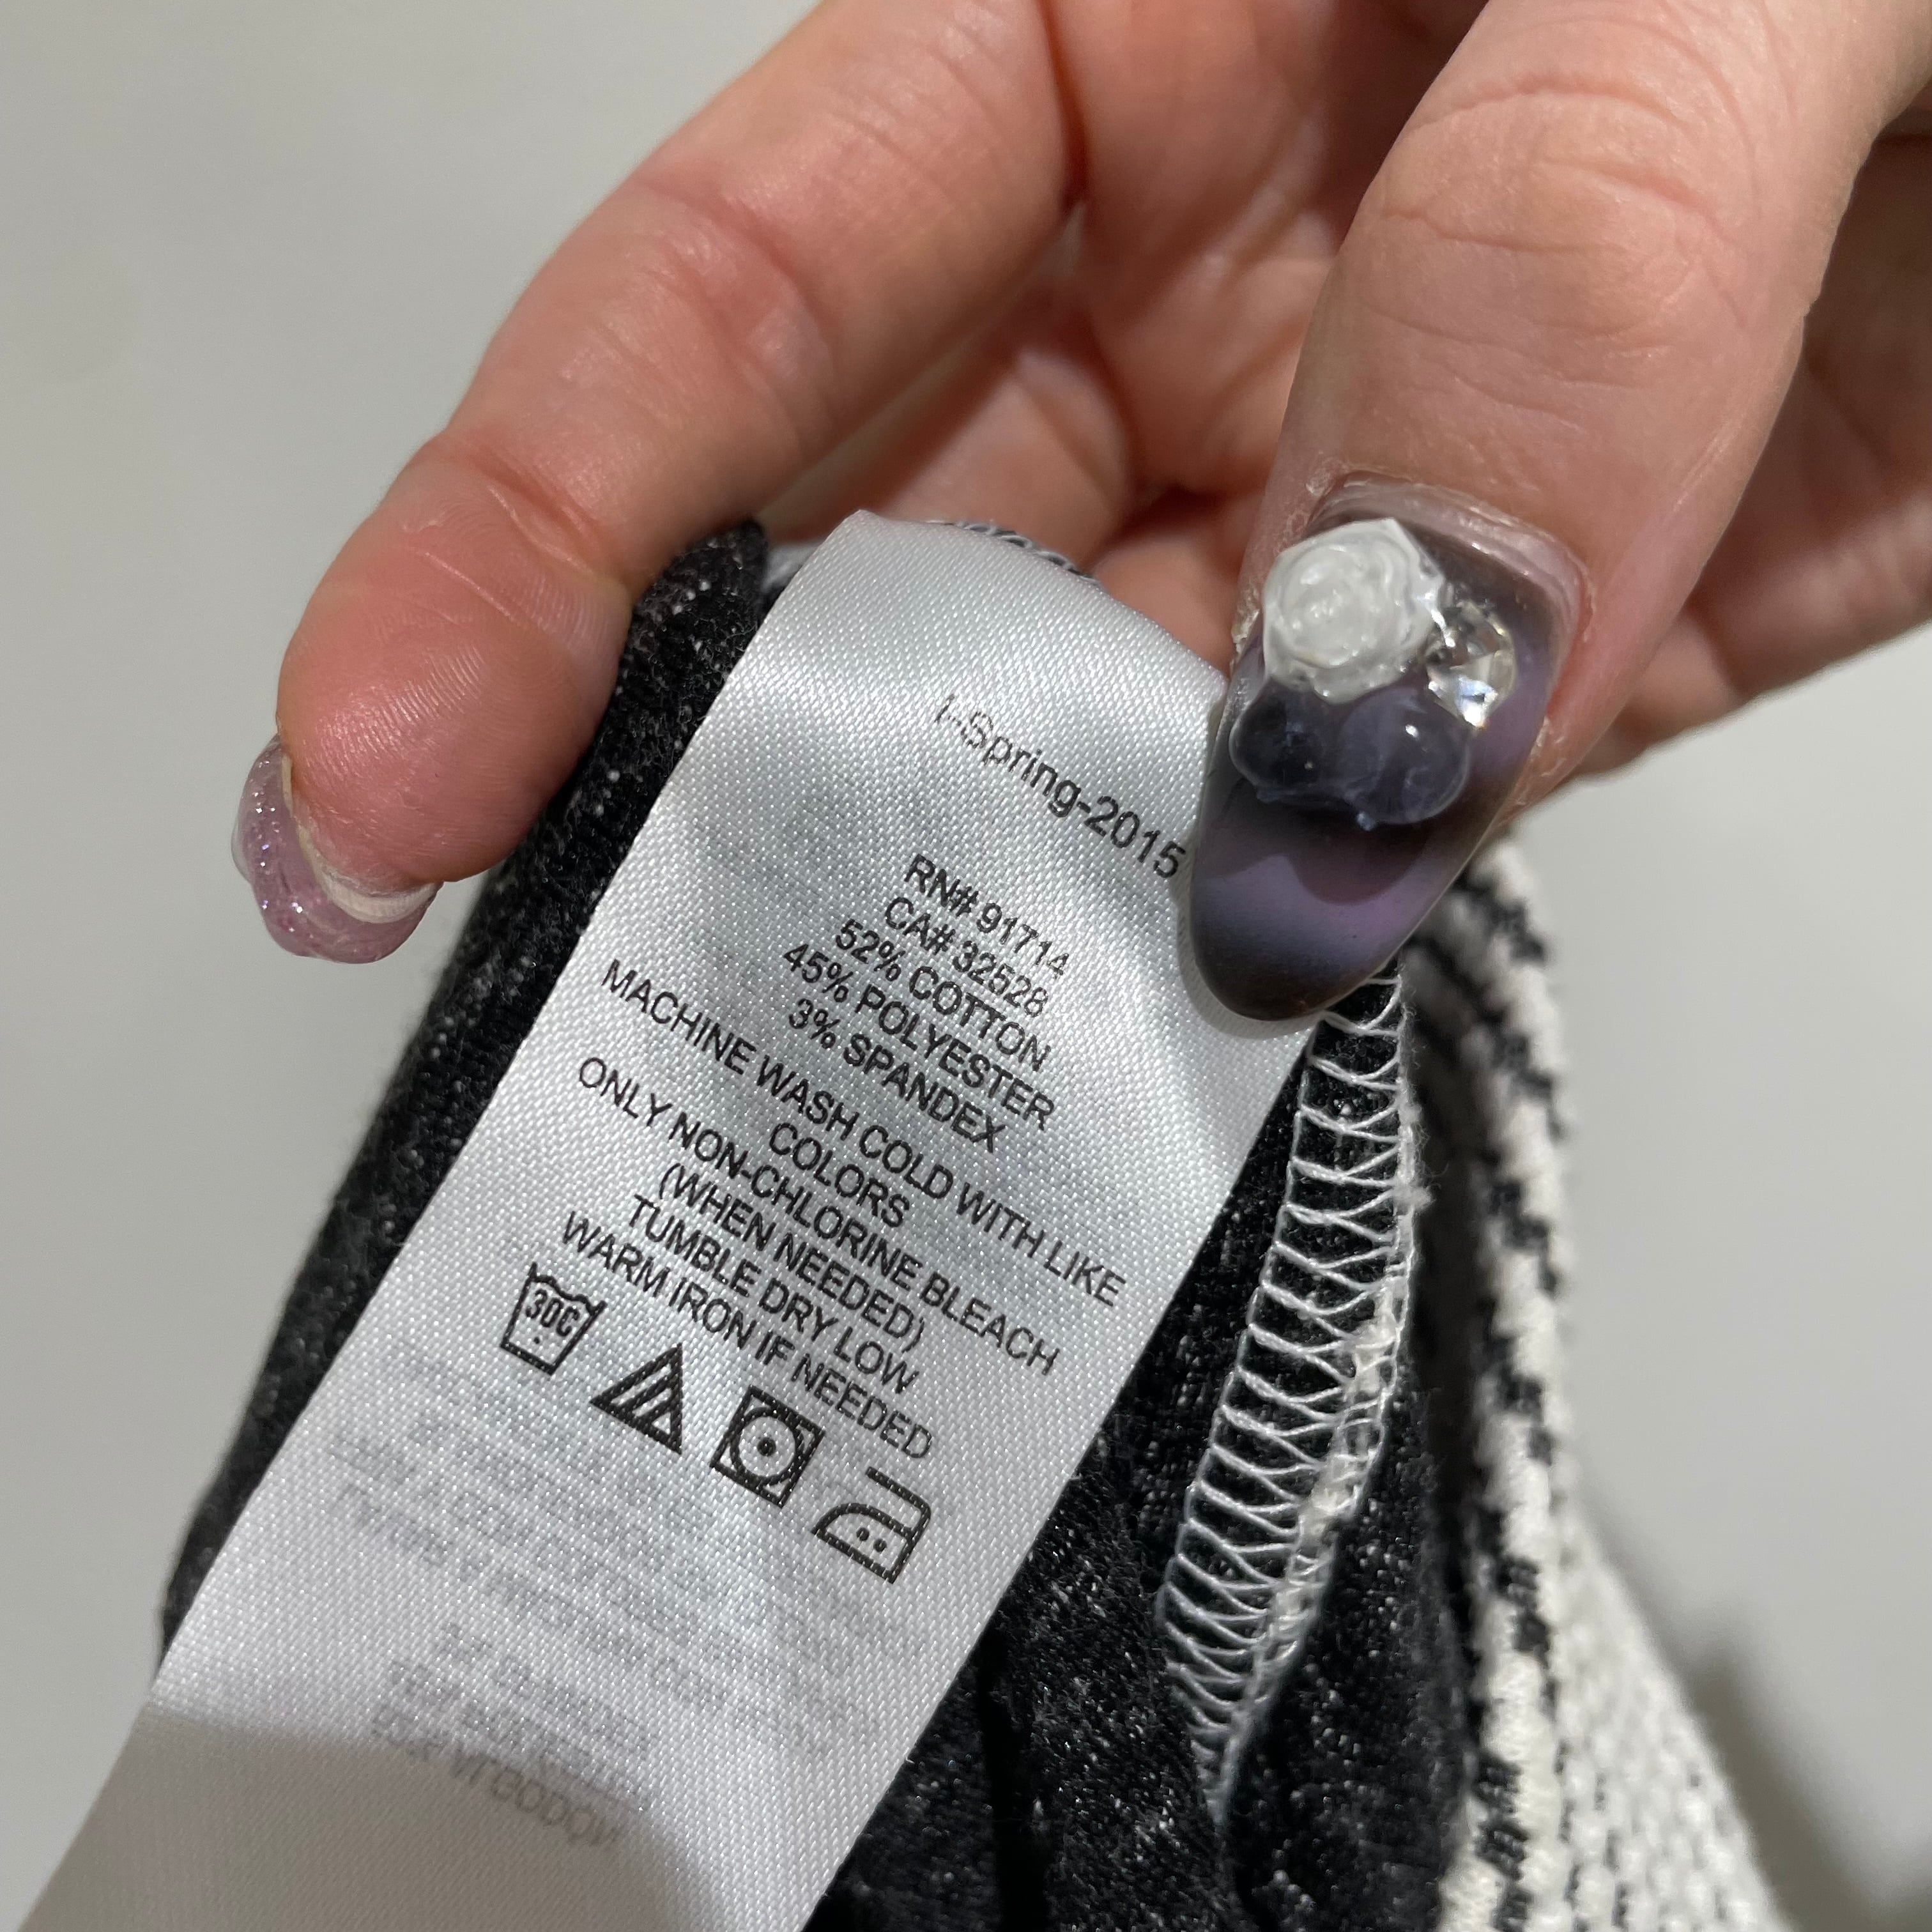 -Spring-2015
RN# 91714
CA# 32528
52% COTTON
45% POLYESTER
3% SPANDEX
MACHINE WASH COLD WITH LIKE
COLORS
ONLY NON-CHLORINE BLEACH
(WHEN NEEDED)
TUMBLE DRY LOW
WARM IRON IF NEEDED
30C